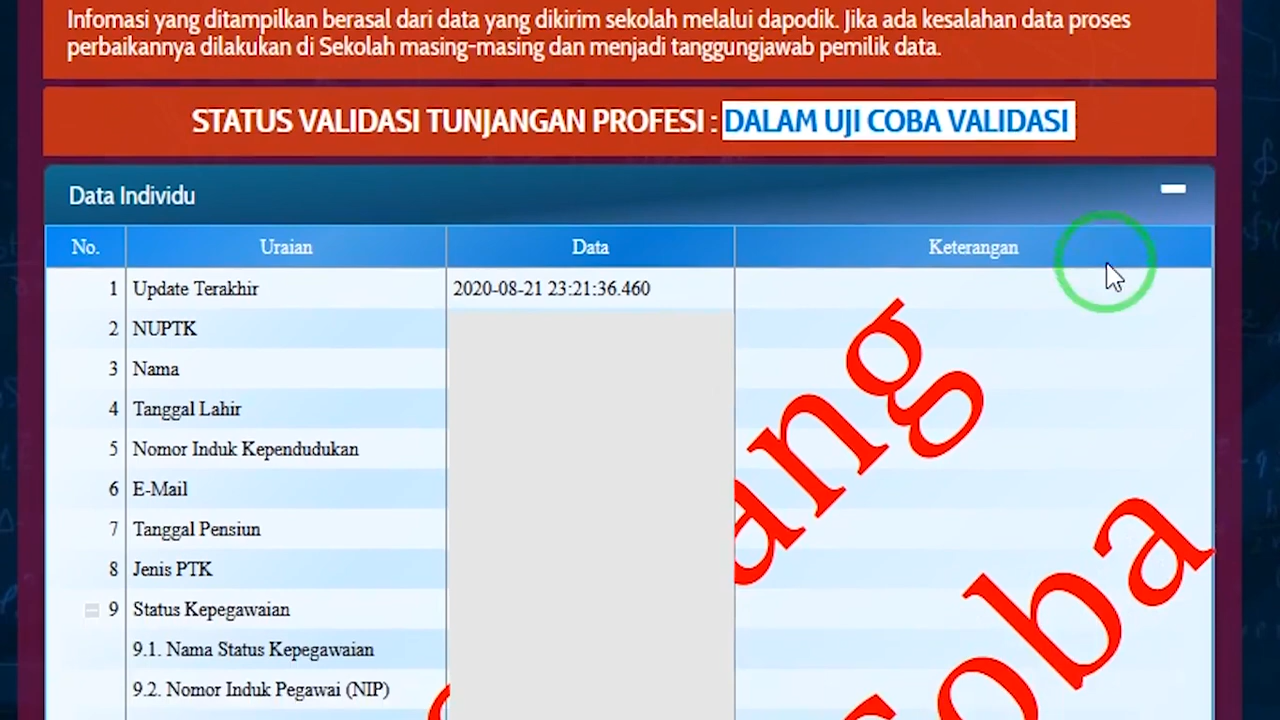 Infomasi yang ditampilkan berasal dari data yang dikirim sekolah melalui dapodik. Jika ada kesalahan data proses
perbaikannya dilakukan di Sekolah masing-masing dan menjadi tanggungjawab pemilik data.
STATUS VALIDASI TUNJANGAN PROFESI : DALAM UJI COBA VALIDASI
Data Individu
No. Uraian Data Keterangan
1 Update Terakhir 2020-08-21 23:21:36.460
2 NUPTK
3 Nama
4 Tanggal Lahir
5 Nomor Induk Kependudukan
6 E-Mail
7 Tanggal Pensiun
8 Jenis PTK
9 Status Kepegawaian
9.1. Nama Status Kepegawaian
9.2. Nomor Induk Pegawai (NIP)
ang
oba